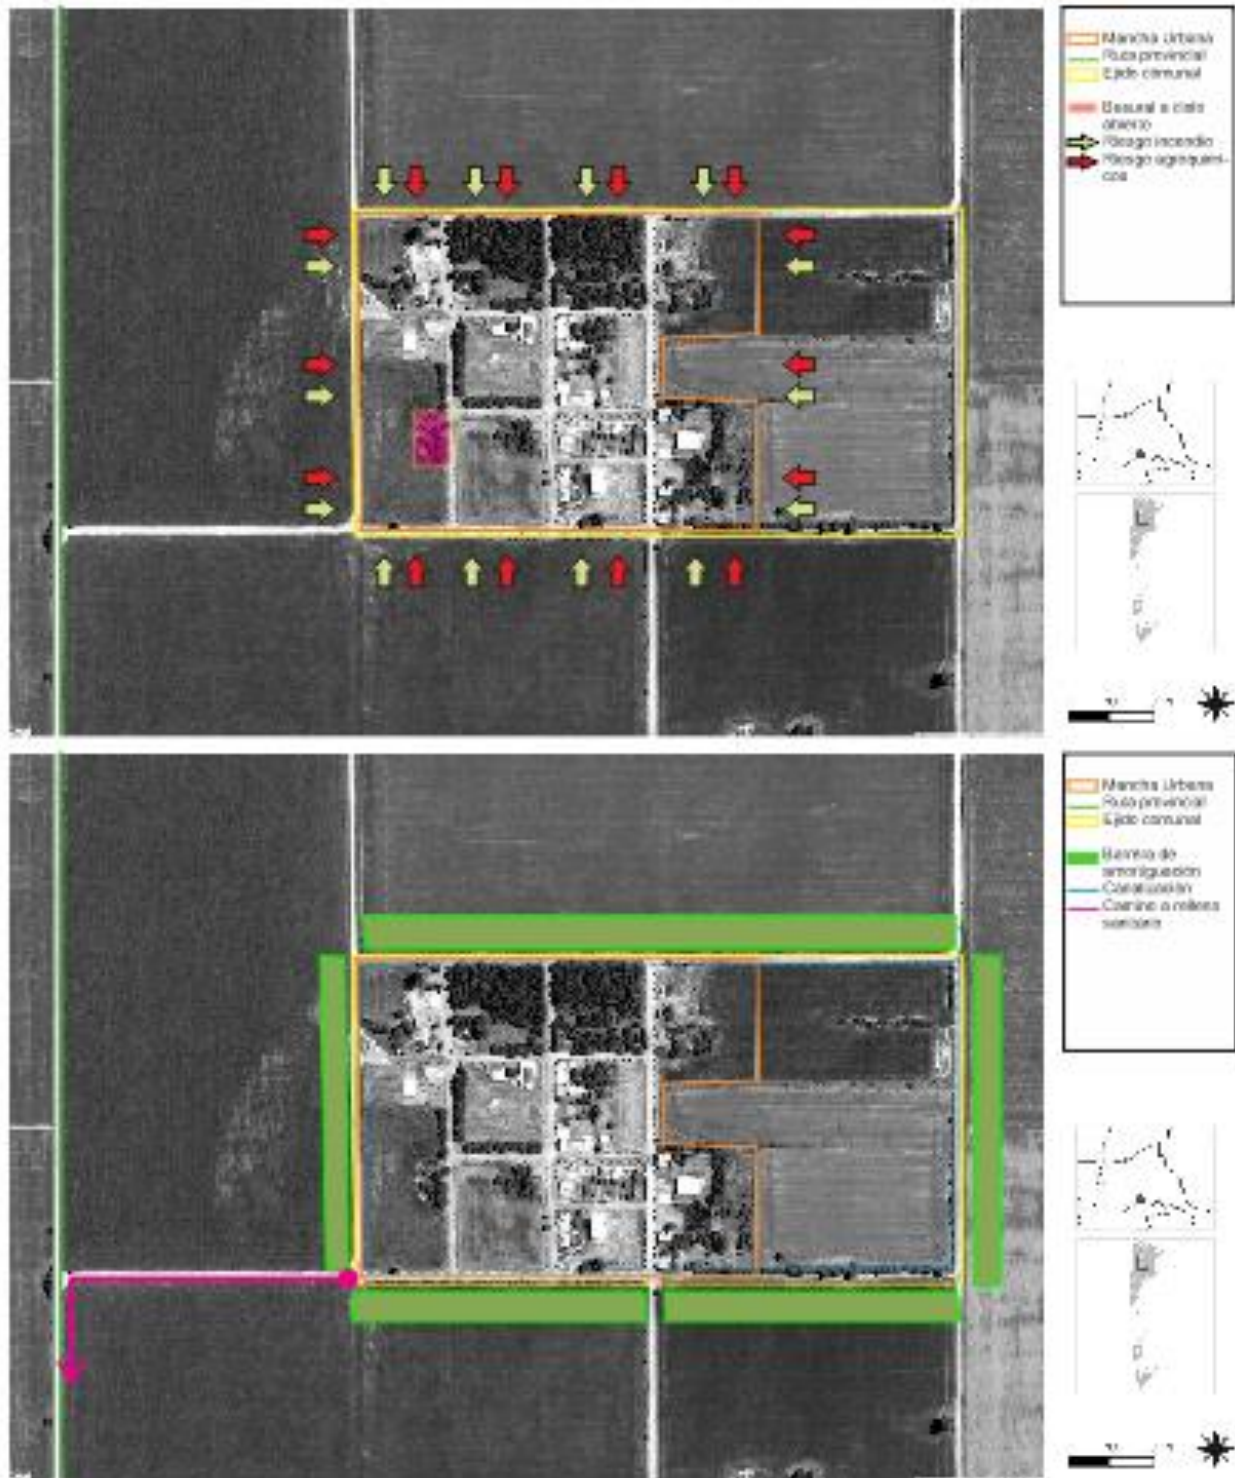 Mancha Urbana
Ruta provincial
Ejido comunal
Basural a cielo
abierto
Riesgo incendio
Riesgo agroquími-
cos
Mancha Urbana
Ruta provincial
Ejido comunal
Barrera de
amortiguación
Canalización
Camino a relleno
sanitario